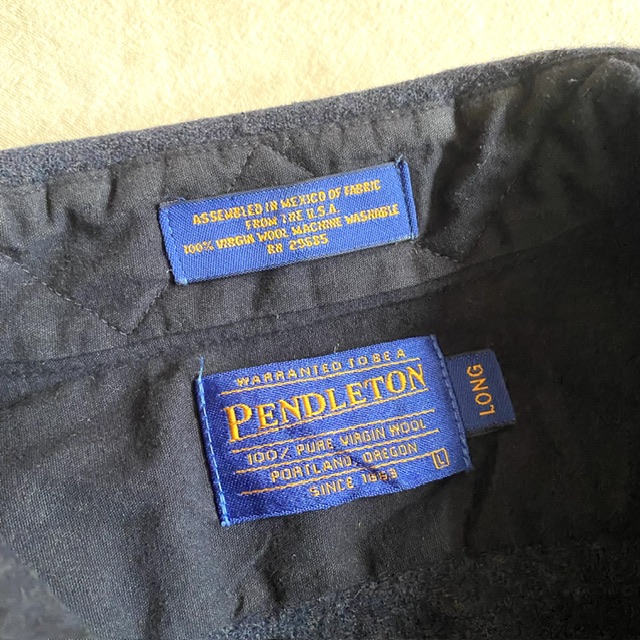 ASSEMBLED IN MEXICO OF FABRIC
FROM THE U.S.A
100% VIRGIN WOOL MACHINE WASHABLE
RN 29685
WARRANTED TO BE A
PENDLETON
100% PURE VIRGIN WOOL
PORTLAND, OREGON
SINCE 1863
L
LONG